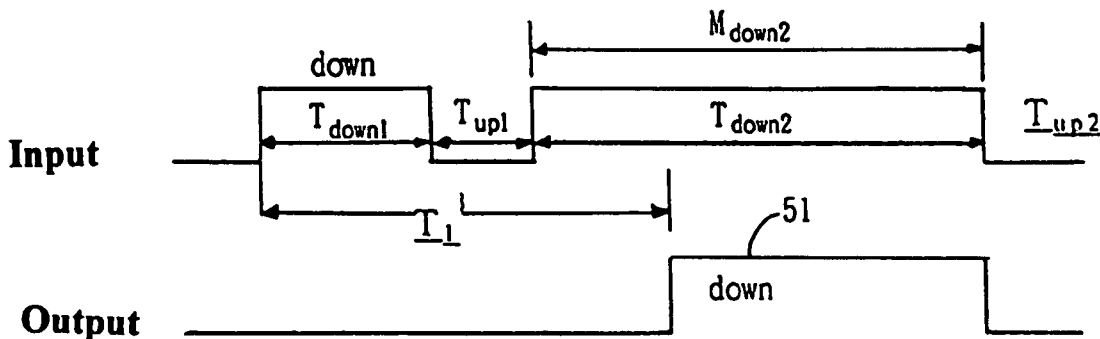 M_down2
down
T_down1
T_up1
T_down2
T_up2
Input
T_1
51
down
Output